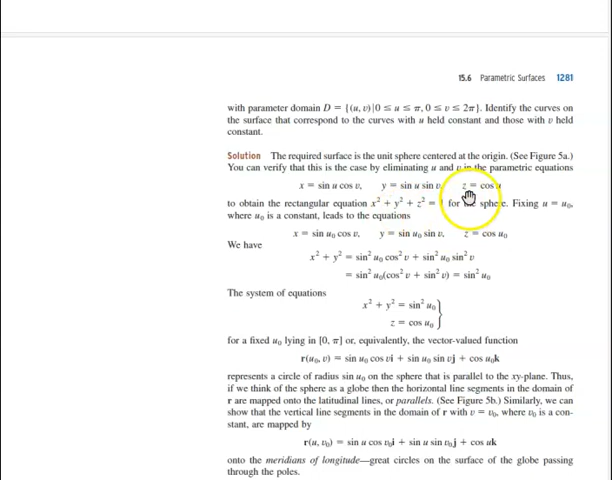 15.6 Parametric Surfaces 1281
with parameter domain D = {(u, v)|0 ≤ u ≤ π, 0 ≤ v ≤ 2π}. Identify the curves on
the surface that correspond to the curves with u held constant and those with v held
constant.
Solution The required surface is the unit sphere centered at the origin. (See Figure 5a.)
You can verify that this is the case by eliminating u and v in the parametric equations
x = sin u cos v, y = sin u sin v, z = cos u
to obtain the rectangular equation x² + y² + z² = 1 for the sphere. Fixing u = u₀,
where u₀ is a constant, leads to the equations
x = sin u₀ cos v, y = sin u₀ sin v, z = cos u₀
We have
x² + y² = sin² u₀ cos² v + sin² u₀ sin² v
= sin² u₀(cos² v + sin² v) = sin² u₀
The system of equations
x² + y² = sin² u₀
z = cos u₀
for a fixed u₀ lying in [0, π] or, equivalently, the vector-valued function
r(u₀, v) = sin u₀ cos vi + sin u₀ sin vj + cos u₀k
represents a circle of radius sin u₀ on the sphere that is parallel to the xy-plane. Thus,
if we think of the sphere as a globe then the horizontal line segments in the domain of
r are mapped onto the latitudinal lines, or parallels. (See Figure 5b.) Similarly, we can
show that the vertical line segments in the domain of r with v = v₀, where v₀ is a con-
stant, are mapped by
r(u, v₀) = sin u cos v₀i + sin u sin v₀j + cos uk
onto the meridians of longitude—great circles on the surface of the globe passing
through the poles.